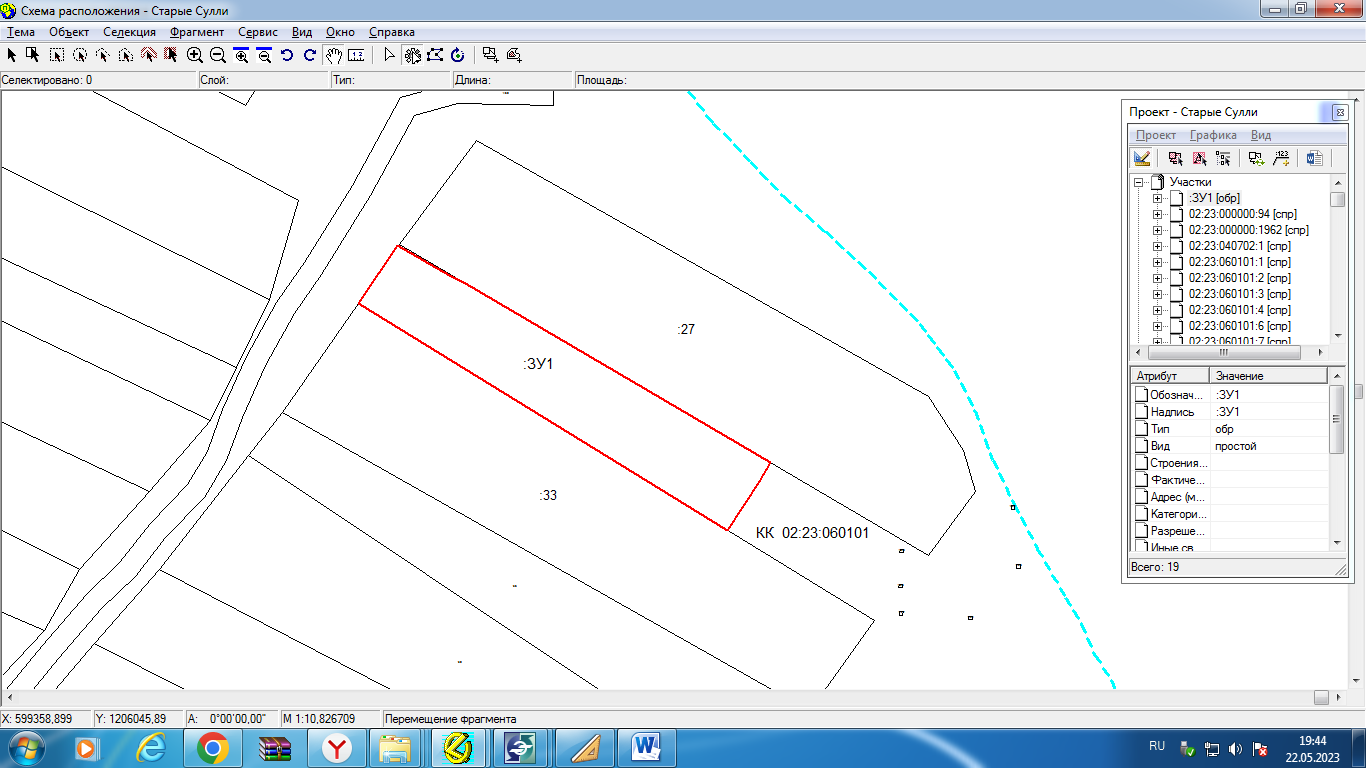 Схема расположения - Старые Сулли
Тема Объект Селекция Фрагмент Сервис Вид Окно Справка
Селектировано: 0 Слой: Тип: Длина: Площадь:
Проект - Старые Сулли
Проект Графика Вид
Участки
:ЗУ1 [обр]
02:23:000000:94 [спр]
02:23:000000:1962 [спр]
02:23:040702:1 [спр]
02:23:060101:1 [спр]
02:23:060101:2 [спр]
02:23:060101:3 [спр]
02:23:060101:4 [спр]
02:23:060101:6 [спр]
02:23:060101:7 [спр]
:27
:ЗУ1
:33
КК 02:23:060101
Атрибут Значение
Обознач... :ЗУ1
Надпись :ЗУ1
Тип обр
Вид простой
Строения...
Фактиче...
Адрес (м...
Категори...
Разреше...
Иные св...
Всего: 19
X: 599358,899 Y: 1206045,89 A: 0°00'00,00" М 1:10,826709 Перемещение фрагмента
RU
19:44
22.05.2023